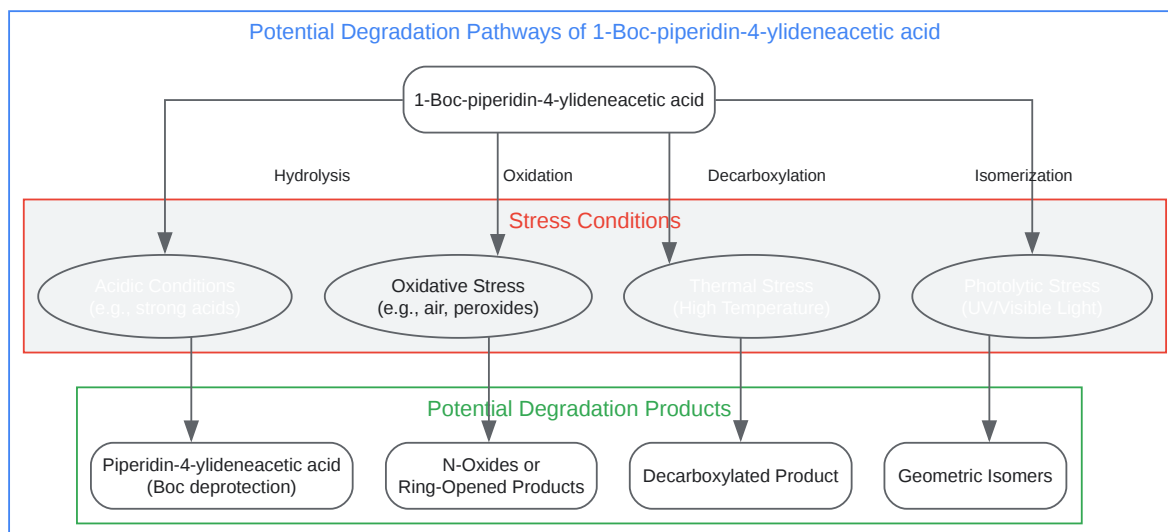 Potential Degradation Pathways of 1-Boc-piperidin-4-ylideneacetic acid
1-Boc-piperidin-4-ylideneacetic acid
Hydrolysis
Oxidation
Decarboxylation
Isomerization
Stress Conditions
Acidic Conditions
(e.g., strong acids)
Oxidative Stress
(e.g., air, peroxides)
Thermal Stress
(High Temperature)
Photolytic Stress
(UV/Visible Light)
Potential Degradation Products
Piperidin-4-ylideneacetic acid
(Boc deprotection)
N-Oxides or
Ring-Opened Products
Decarboxylated Product
Geometric Isomers